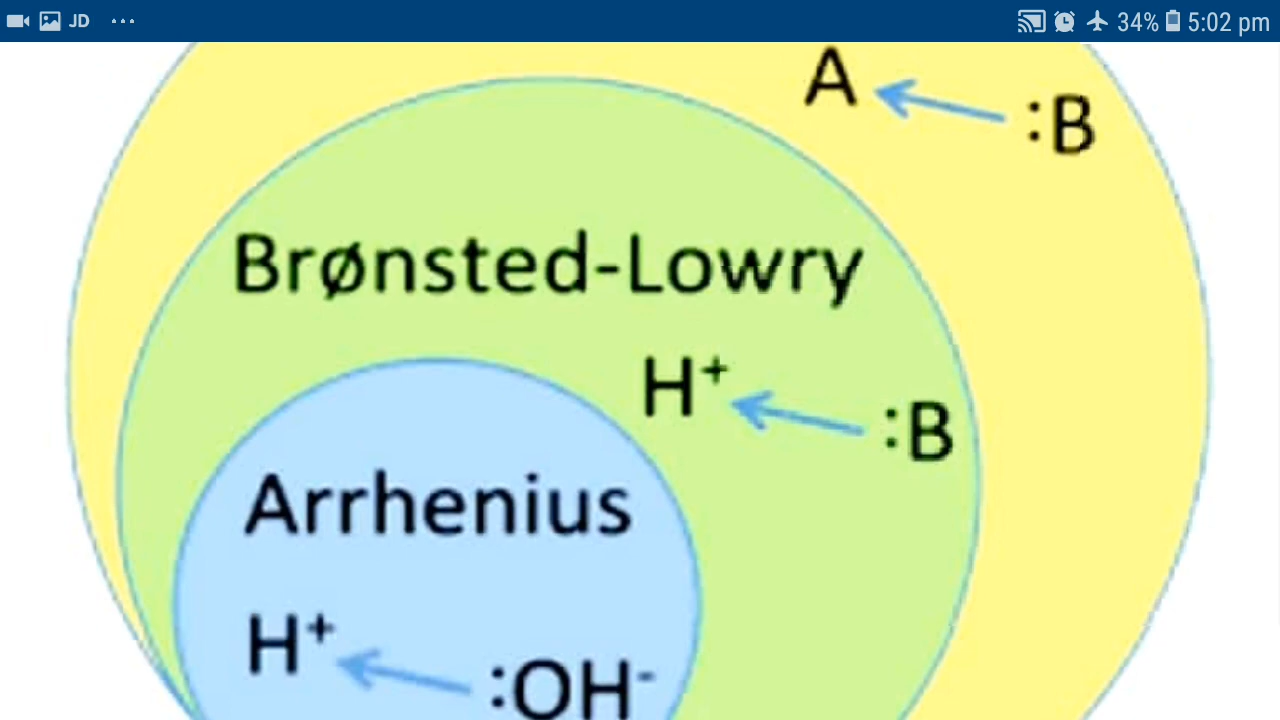 JD ... 34% 5:02 pm
A :B
Brønsted-Lowry
H⁺ :B
Arrhenius
H⁺ :OH⁻